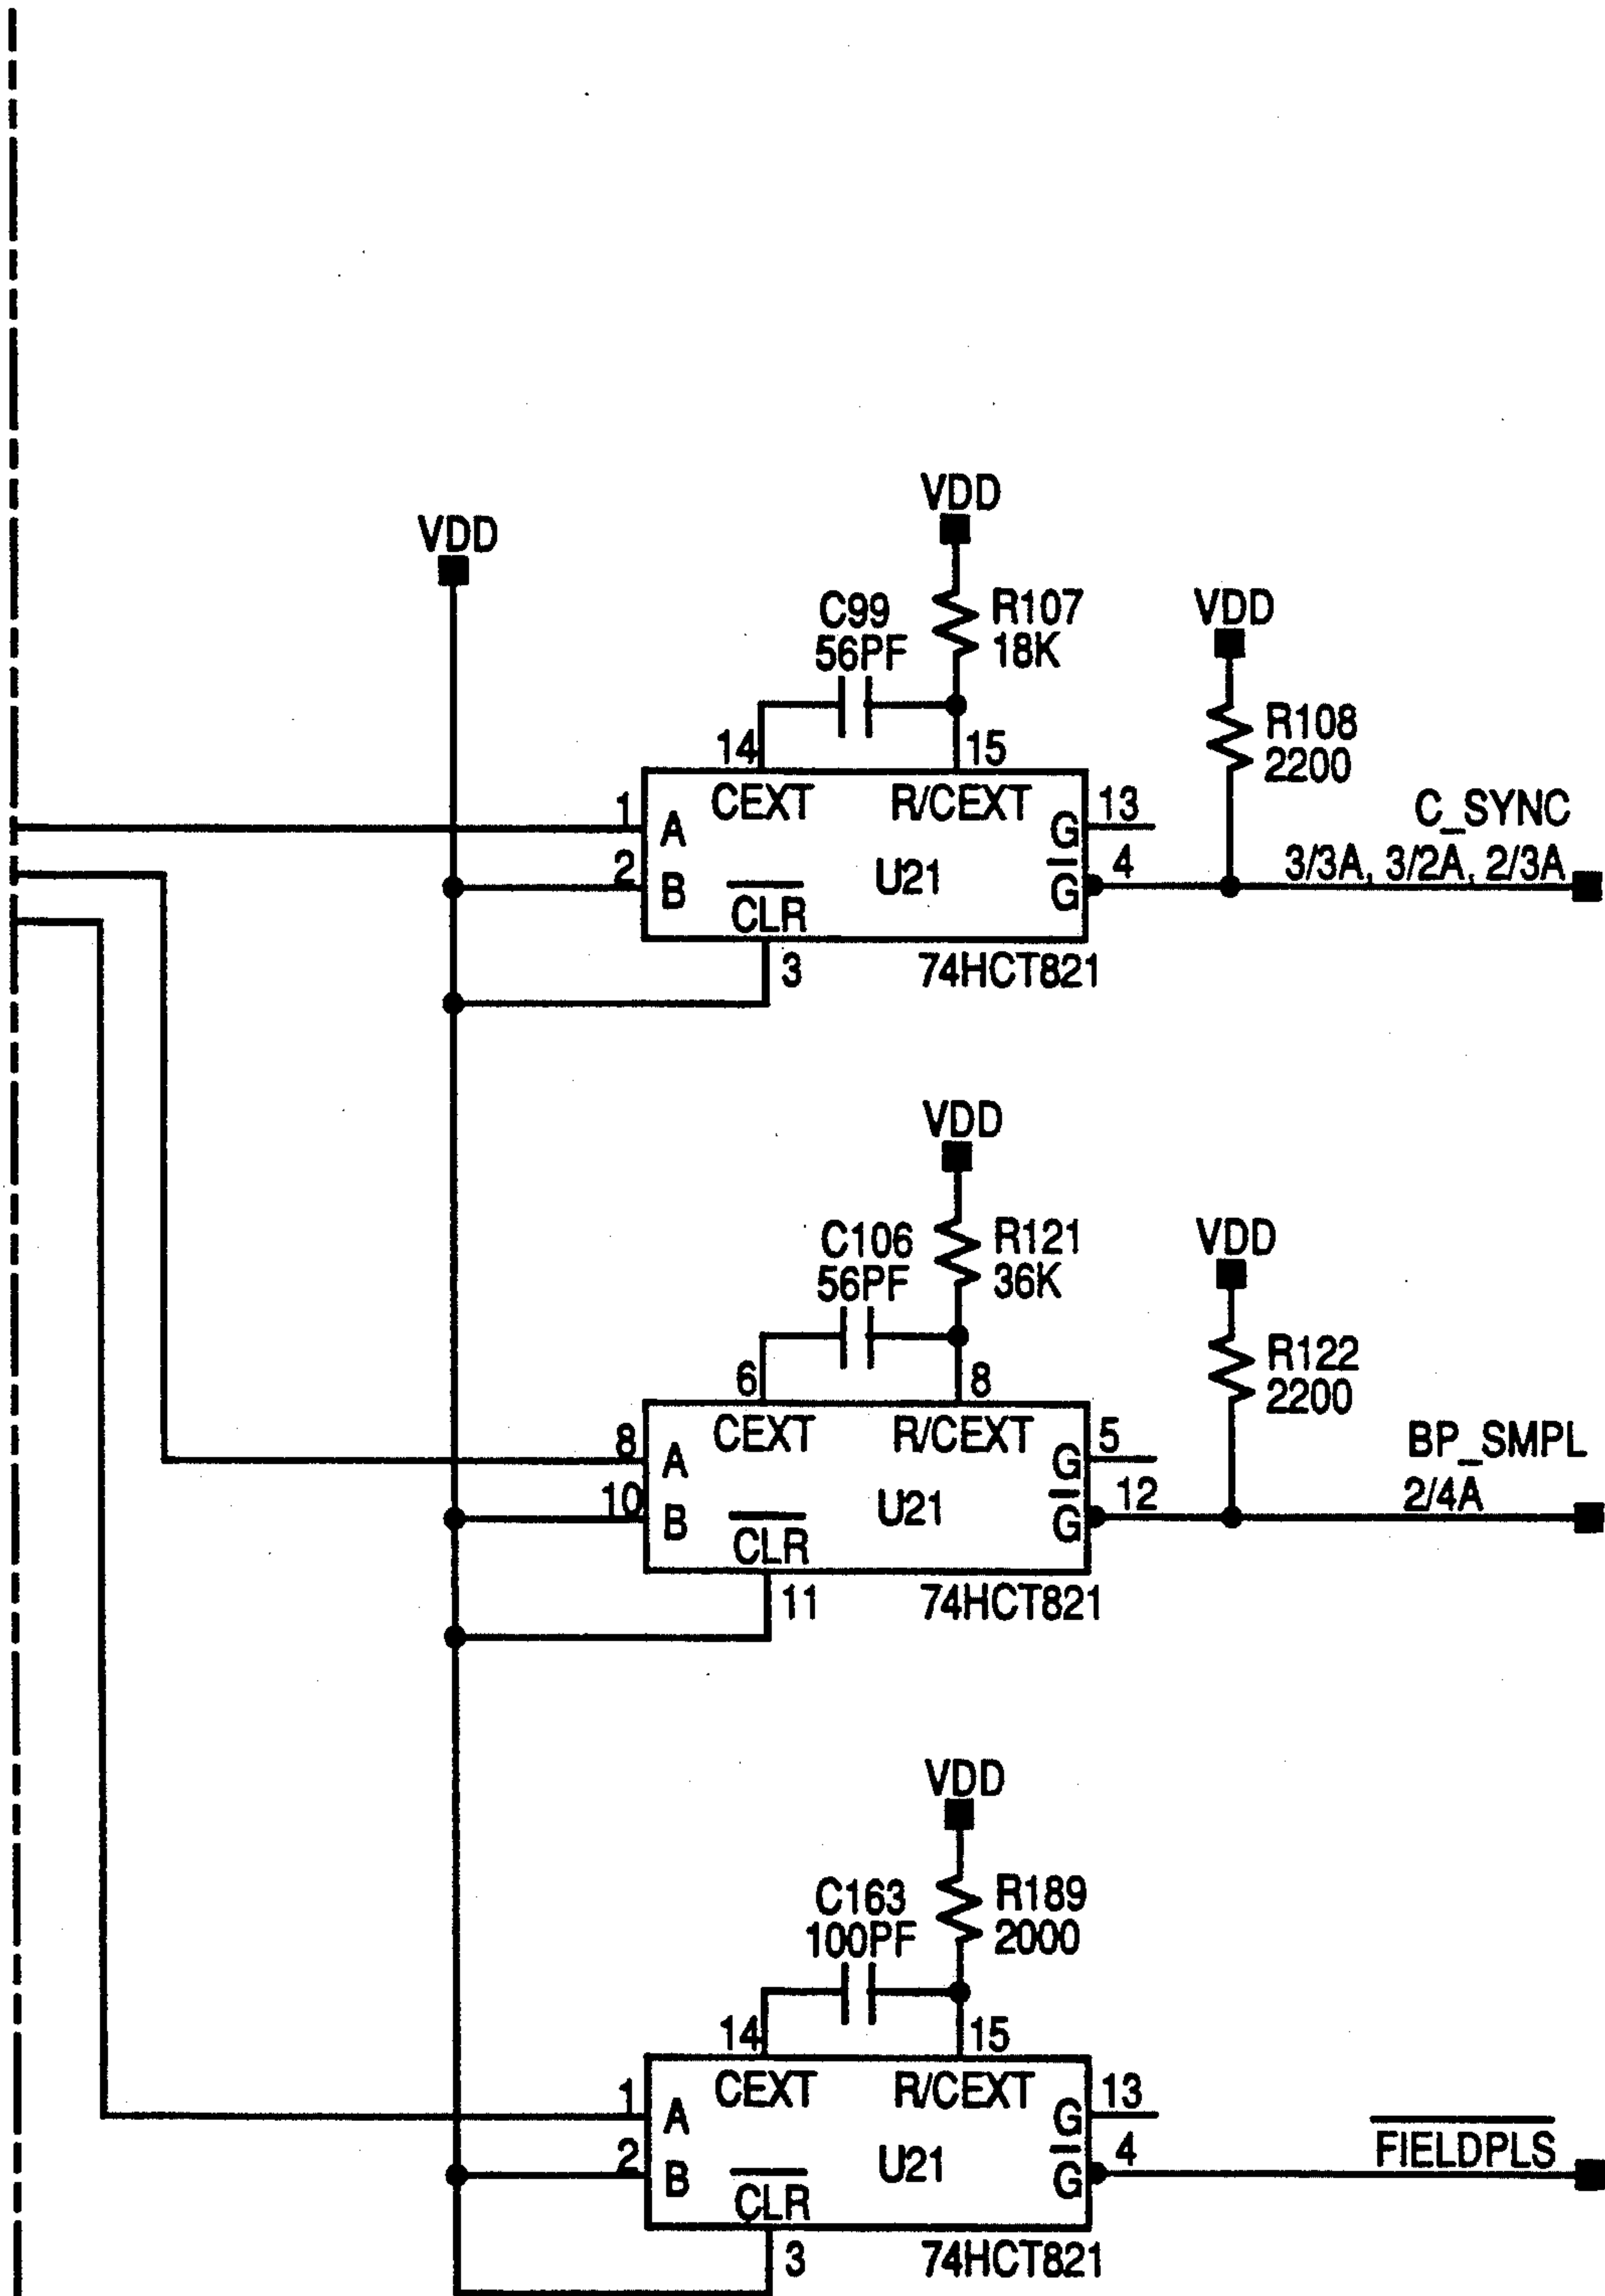 VDD
VDD
C99
56PF
R107
18K
VDD
R108
2200
14
15
1
CEXT
R/CEXT
13
A
G
C_SYNC
2
B
CLR
U21
G
4
3/3A, 3/2A, 2/3A
3
74HCT821
VDD
C106
56PF
R121
36K
VDD
R122
2200
6
8
8
CEXT
R/CEXT
5
A
G
BP_SMPL
10
B
CLR
U21
G
12
2/4A
11
74HCT821
VDD
C163
100PF
R189
2000
14
15
1
CEXT
R/CEXT
13
A
G
2
B
CLR
U21
G
4
FIELDPLS
3
74HCT821